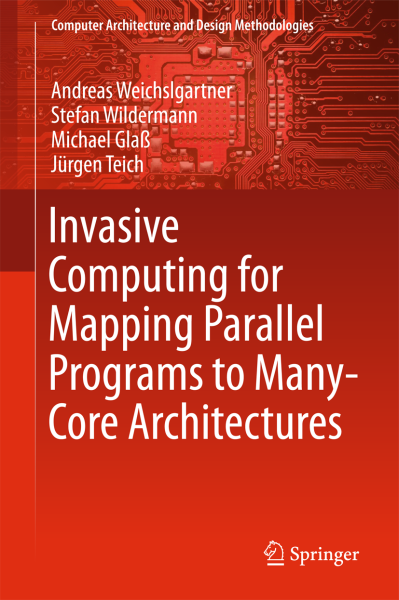 Computer Architecture and Design Methodologies
Andreas Weichslgartner
Stefan Wildermann
Michael Glaß
Jürgen Teich
Invasive
Computing for
Mapping Parallel
Programs to Many-
Core Architectures
Springer